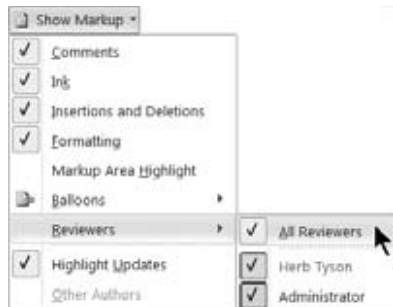 Show Markup
Comments
Ink
Insertions and Deletions
Formatting
Markup Area Highlight
Balloons
Reviewers
All Reviewers
Highlight Updates
Herb Tyson
Other Authors
Administrator